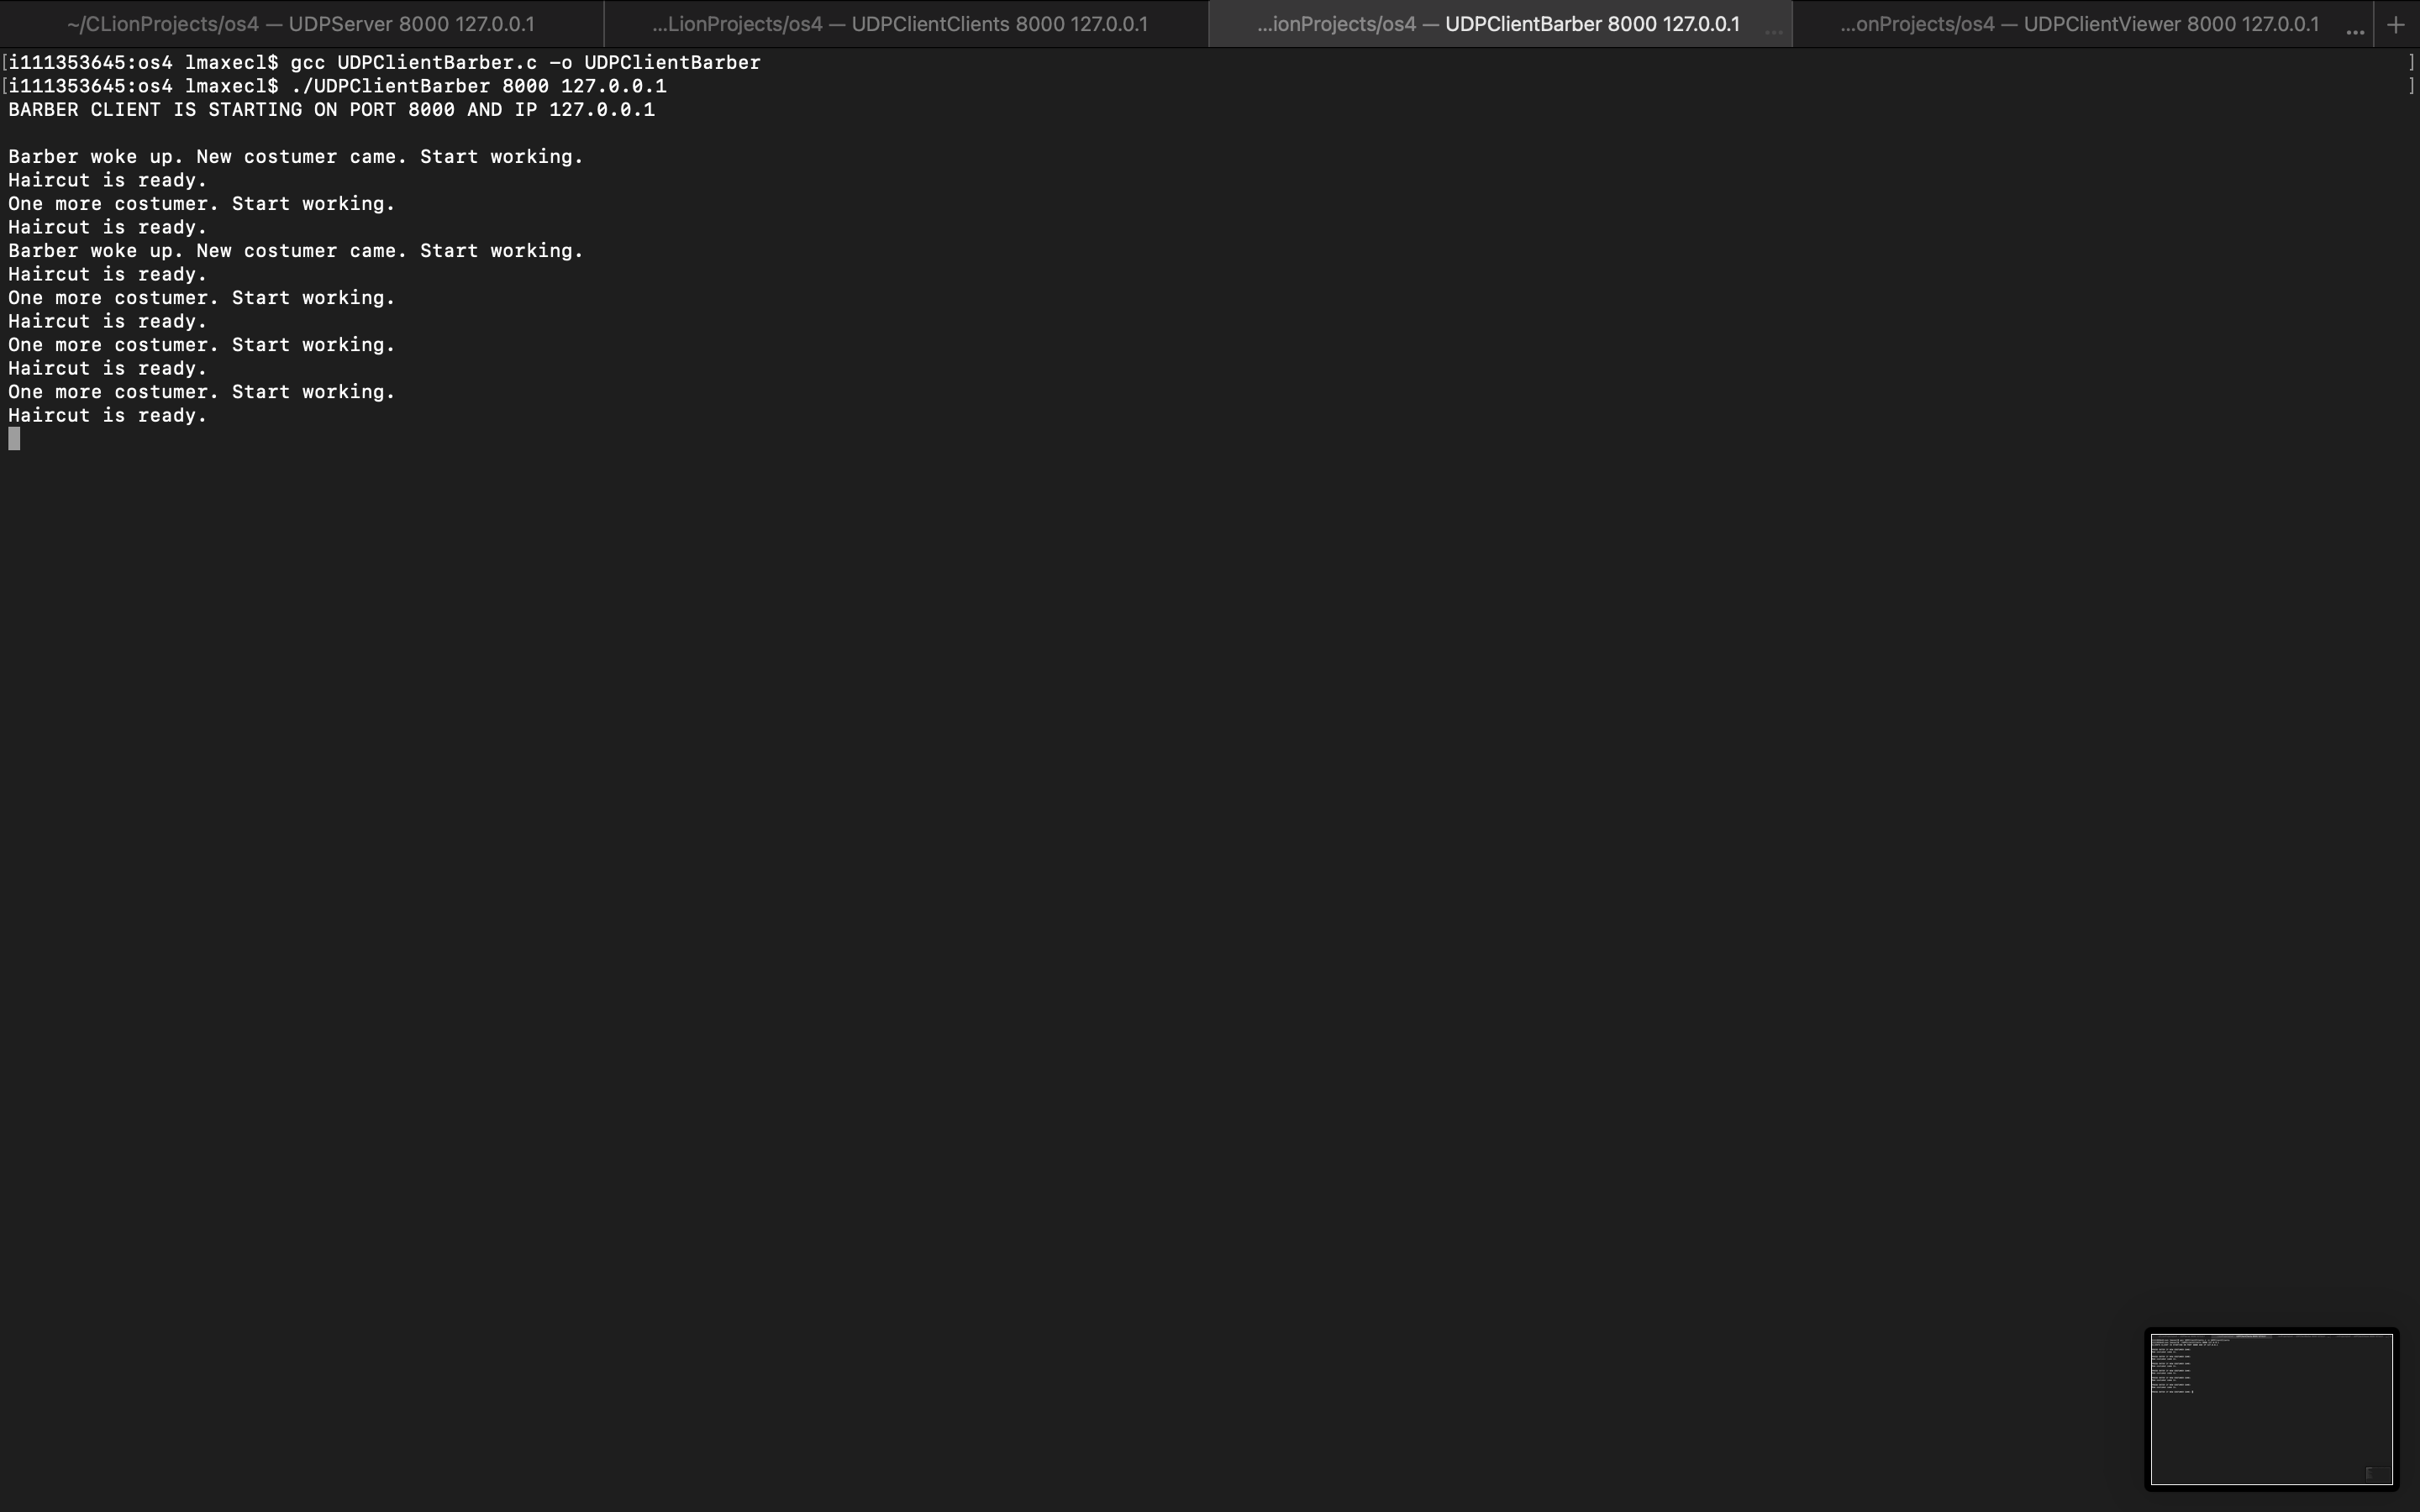 ~/CLionProjects/os4 — UDPServer 8000 127.0.0.1
...LionProjects/os4 — UDPClientClients 8000 127.0.0.1
...ionProjects/os4 — UDPClientBarber 8000 127.0.0.1 ...
...onProjects/os4 — UDPClientViewer 8000 127.0.0.1 ... +
[i111353645:os4 lmaxecl$ gcc UDPClientBarber.c -o UDPClientBarber ]
[i111353645:os4 lmaxecl$ ./UDPClientBarber 8000 127.0.0.1 ]
BARBER CLIENT IS STARTING ON PORT 8000 AND IP 127.0.0.1
Barber woke up. New costumer came. Start working.
Haircut is ready.
One more costumer. Start working.
Haircut is ready.
Barber woke up. New costumer came. Start working.
Haircut is ready.
One more costumer. Start working.
Haircut is ready.
One more costumer. Start working.
Haircut is ready.
One more costumer. Start working.
Haircut is ready.